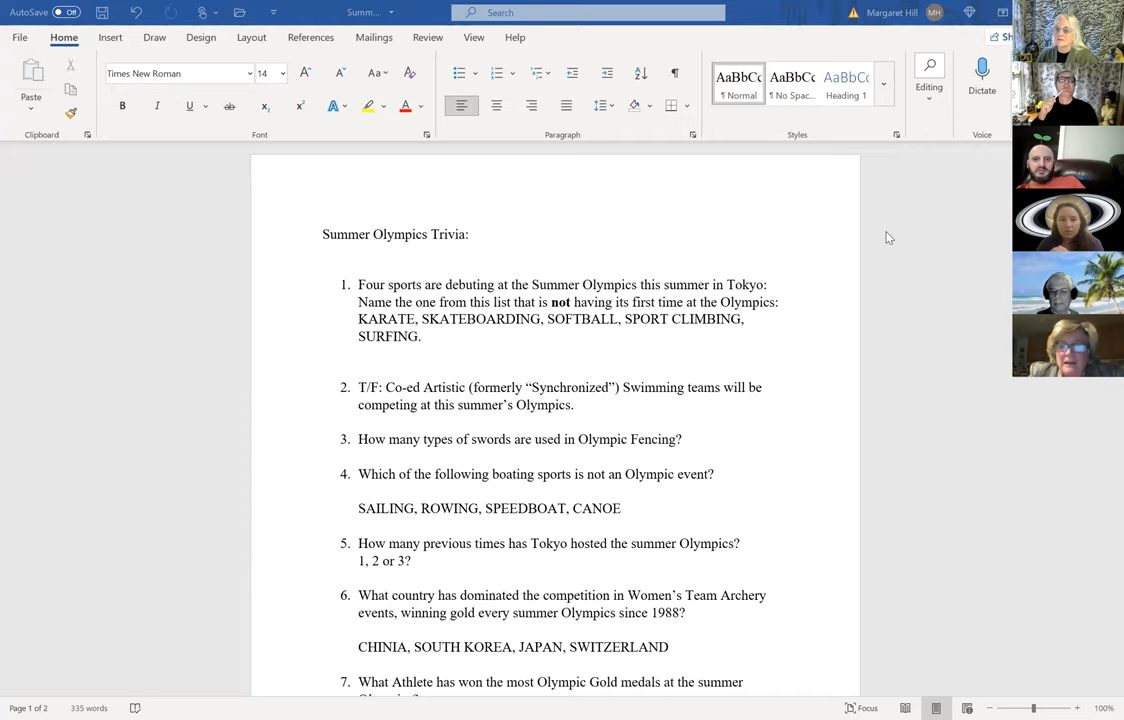 AutoSave Off Summ... Search Margaret Hill MH
File Home Insert Draw Design Layout References Mailings Review View Help
Times New Roman 14 Aa
Paste
B I U ab x₂ x² A A
AaBbCc AaBbCc AaBbC
¶ Normal ¶ No Spac... Heading 1
Editing
Dictate
Clipboard Font Paragraph Styles Voice
Summer Olympics Trivia:
1. Four sports are debuting at the Summer Olympics this summer in Tokyo:
Name the one from this list that is not having its first time at the Olympics:
KARATE, SKATEBOARDING, SOFTBALL, SPORT CLIMBING,
SURFING.
2. T/F: Co-ed Artistic (formerly “Synchronized”) Swimming teams will be
competing at this summer’s Olympics.
3. How many types of swords are used in Olympic Fencing?
4. Which of the following boating sports is not an Olympic event?
SAILING, ROWING, SPEEDBOAT, CANOE
5. How many previous times has Tokyo hosted the summer Olympics?
1, 2 or 3?
6. What country has dominated the competition in Women’s Team Archery
events, winning gold every summer Olympics since 1988?
CHINIA, SOUTH KOREA, JAPAN, SWITZERLAND
7. What Athlete has won the most Olympic Gold medals at the summer
Page 1 of 2 335 words Focus 100%